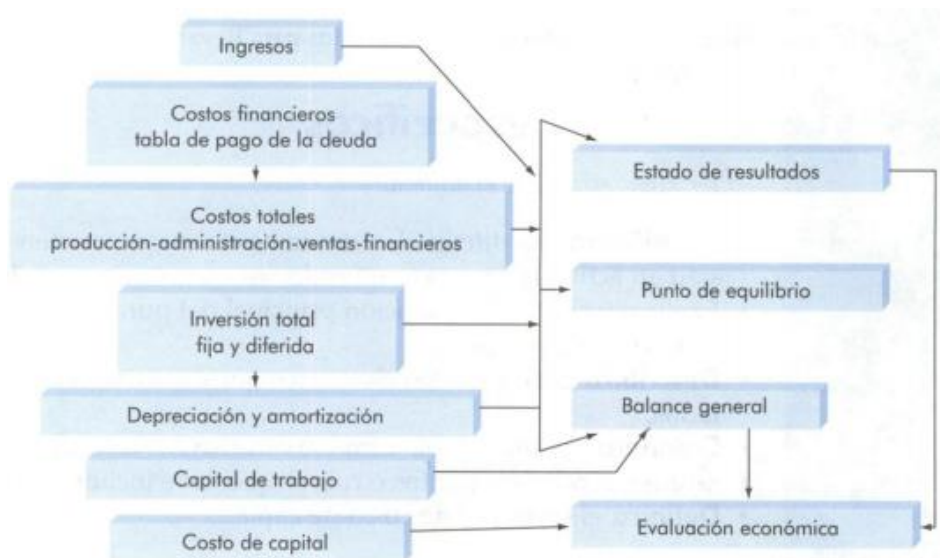 Ingresos
Costos financieros
tabla de pago de la deuda
Costos totales
producción-administración-ventas-financieros
Inversión total
fija y diferida
Depreciación y amortización
Capital de trabajo
Costo de capital
Estado de resultados
Punto de equilibrio
Balance general
Evaluación económica